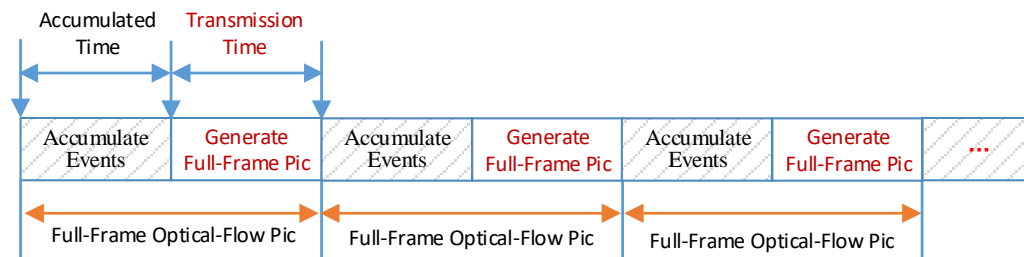 Accumulated
Time
Transmission
Time
Accumulate
Events
Generate
Full-Frame Pic
Accumulate
Events
Generate
Full-Frame Pic
Accumulate
Events
Generate
Full-Frame Pic
...
Full-Frame Optical-Flow Pic
Full-Frame Optical-Flow Pic
Full-Frame Optical-Flow Pic